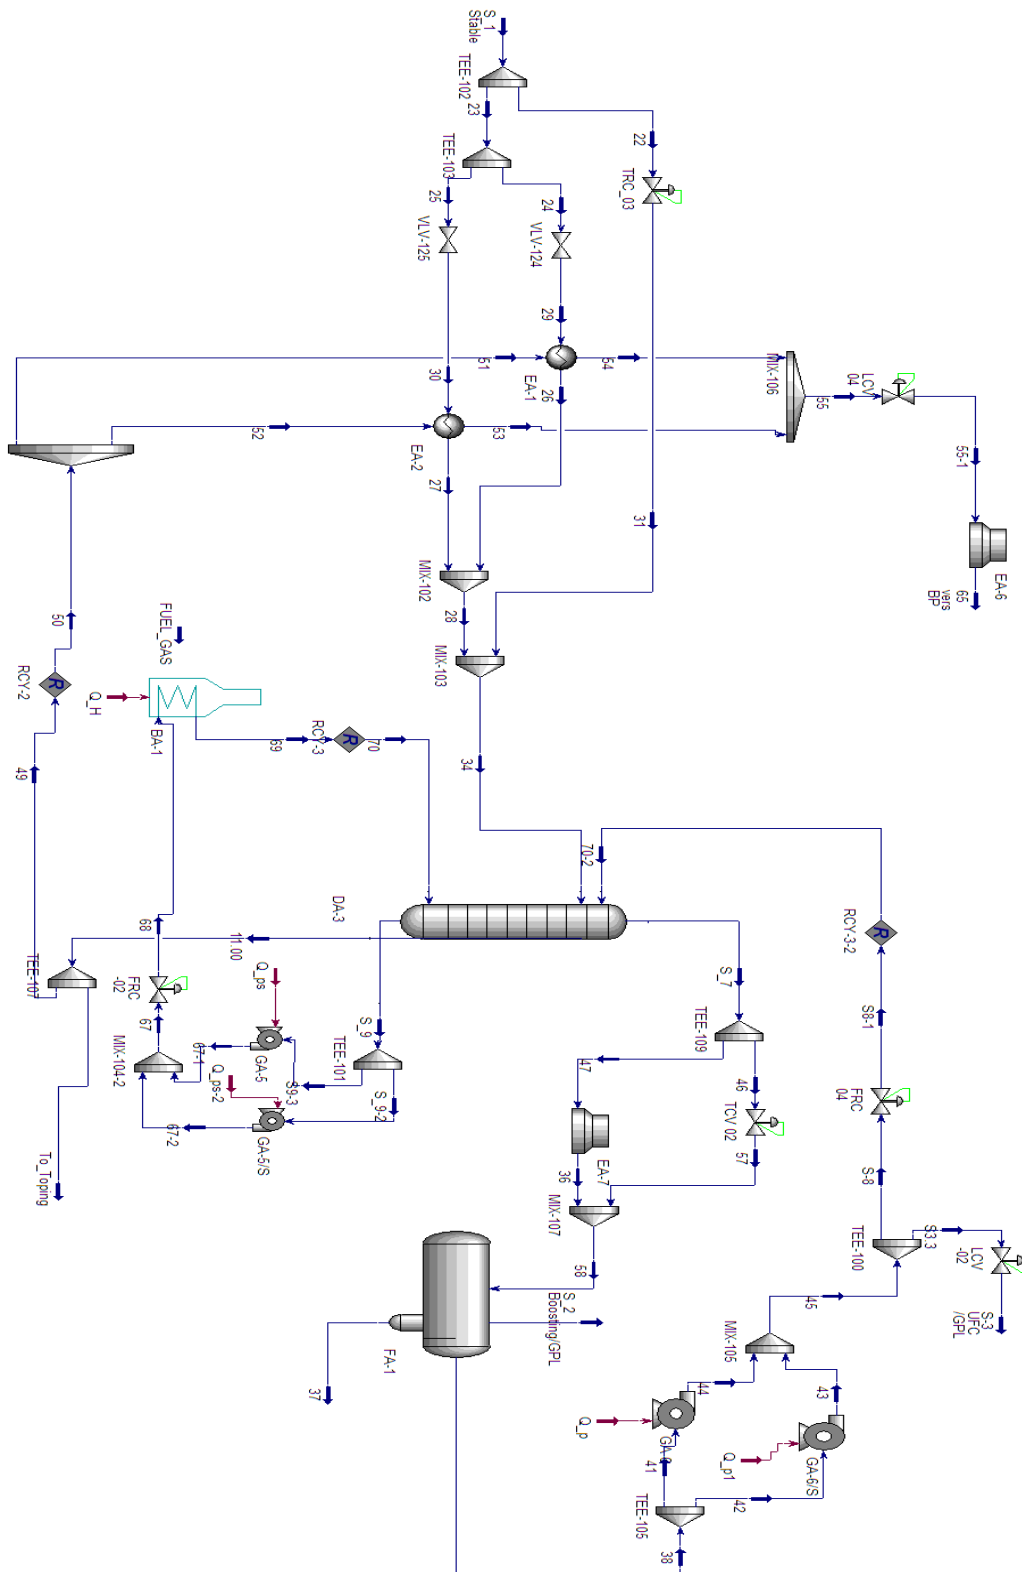 S_1
Stable
TEE-102
23
22
TEE-103
TRC_03
25
24
VLV-125
VLV-124
29
30
51
54
EA-1
26
MIX-106
LCV
04
55
55-1
52
53
EA-2
27
31
EA-6
65
vers
BP
MIX-102
28
MIX-103
50
FUEL_GAS
RCY-2
Q_H
BA-1
69
RCY-3
70
49
34
70-2
DA-3
RCY-3-2
68
11.00
TEE-107
FRC
-02
Q_ps
S_9
S_7
67
67-1
GA-5
TEE-101
TEE-109
S8-1
MIX-104-2
Q_ps-2
S9-3
S_9-2
47
46
TCV 02
FRC
04
67-2
GA-5/S
EA-7
57
To_Toping
36
MIX-107
S-8
S3.3
TEE-100
LCV
-02
58
S_2
Boosting/GPL
45
S-3
UFC
/GPL
FA-1
37
MIX-105
44
43
Q_p
41
Q_p1
GA-6/S
42
TEE-105
38